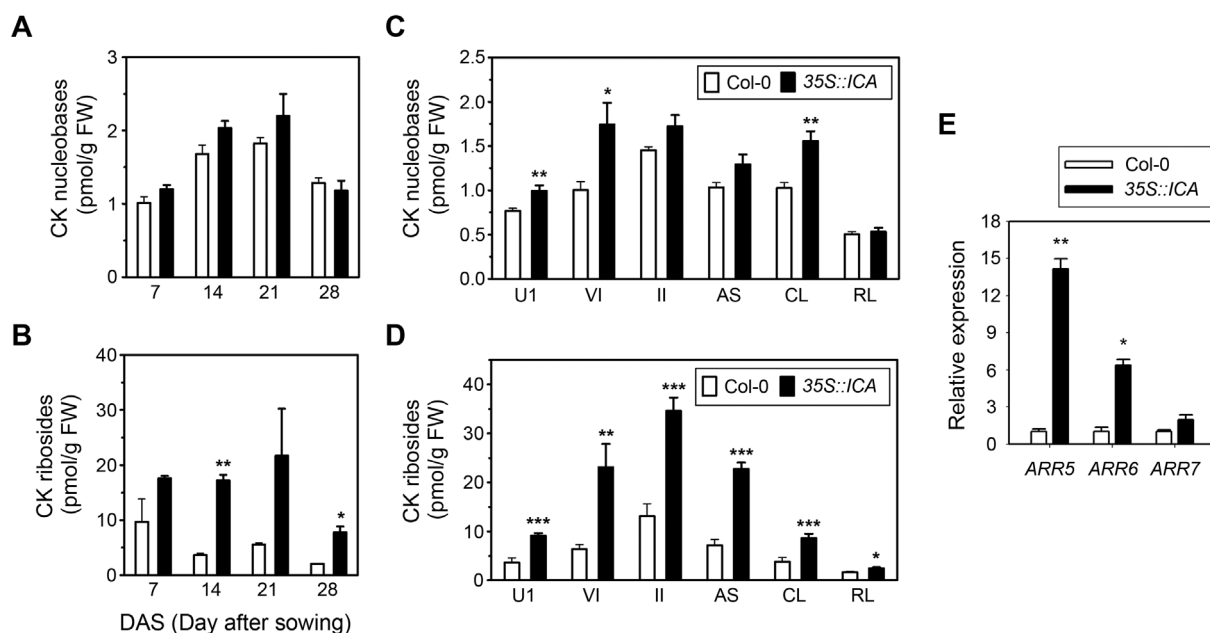 A
CK nucleobases
(pmol/g FW)
3
2
1
0
7 14 21 28
B
CK ribosides
(pmol/g FW)
40
30
20
10
0
**
*
7 14 21 28
DAS (Day after sowing)
C
Col-0 35S::ICA
CK nucleobases
(pmol/g FW)
2.5
2.0
1.5
1.0
0.5
0.0
**
*
**
U1 VI II AS CL RL
D
Col-0 35S::ICA
CK ribosides
(pmol/g FW)
40
30
20
10
0
***
**
***
***
***
*
U1 VI II AS CL RL
E
Col-0
35S::ICA
Relative expression
18
15
12
9
6
3
0
**
*
ARR5 ARR6 ARR7